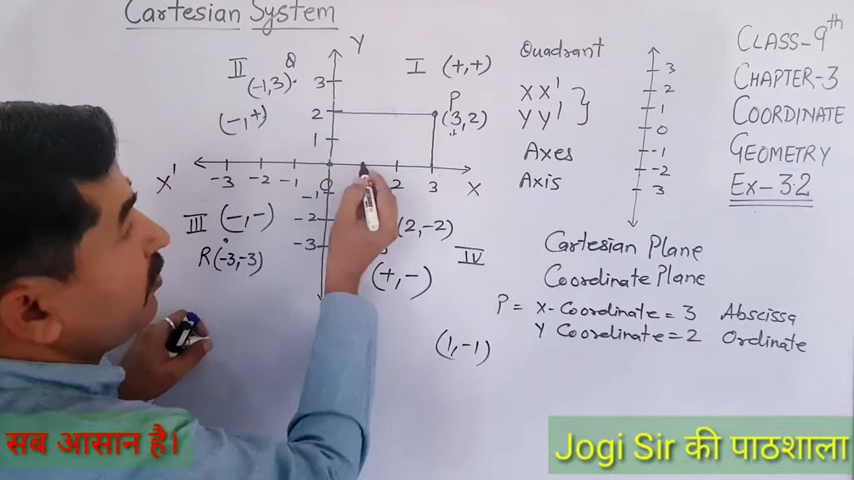 Cartesian System
Y
II Q
(-1,3)
(-,+)
I (+,+)
P
(3,2)
3
2
1
X' -3 -2 -1 0 2 3 X
-1
-2
-3
III (-,-)
R(-3,-3)
(2,-2)
IV
(+,-)
(1,-1)
Quadrant
XX'
YY'
Axes
Axis
3
2
1
0
-1
-2
3
Cartesian Plane
Coordinate Plane
P = X-Coordinate = 3 Abscissa
Y Coordinate = 2 Ordinate
CLASS-9th
CHAPTER-3
COORDINATE
GEOMETRY
Ex-3.2
सब आसान है।
Jogi Sir की पाठशाला